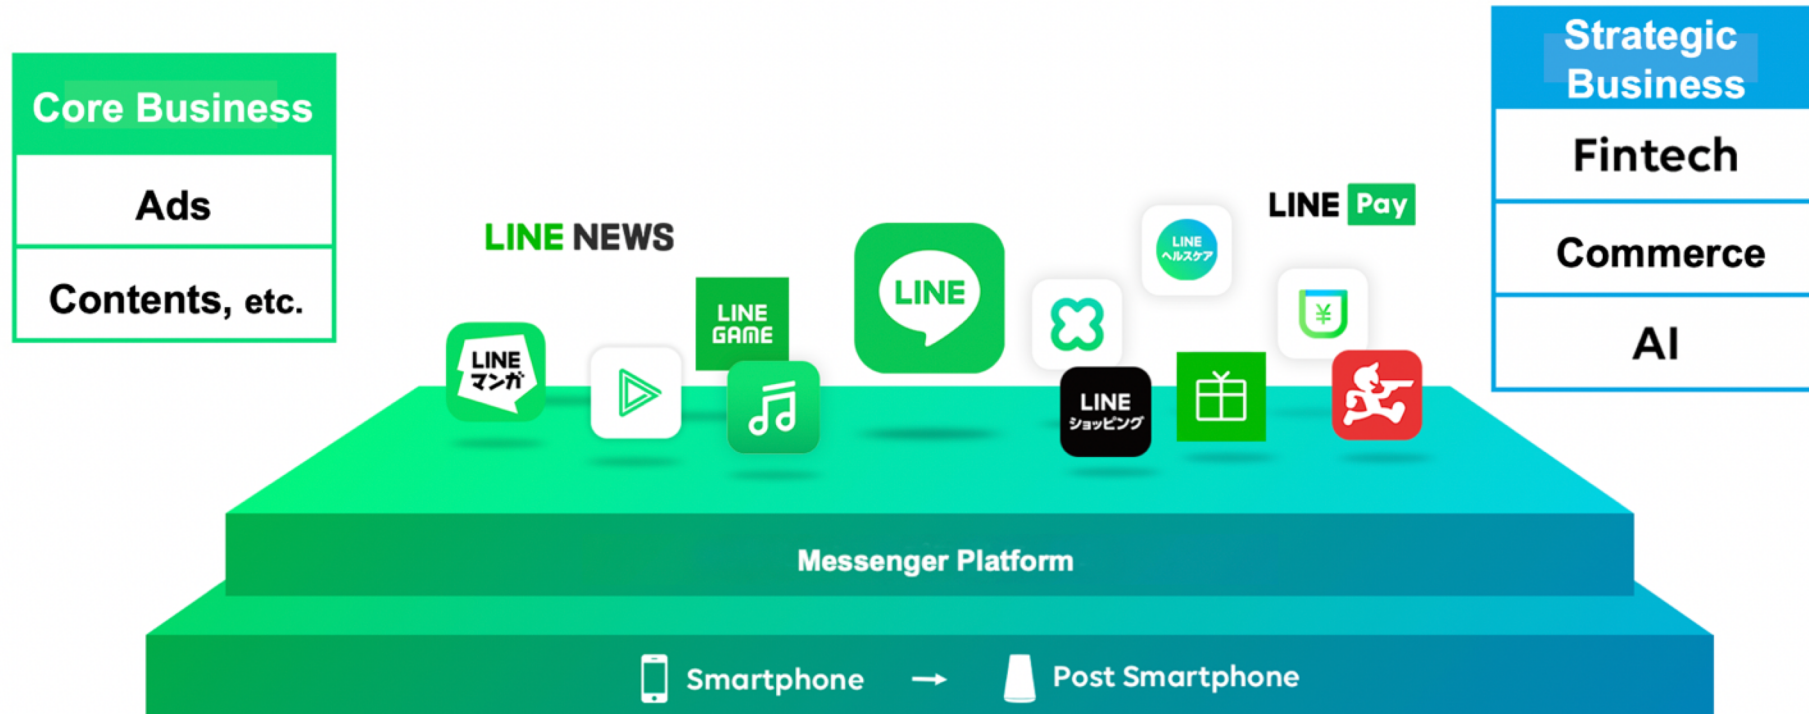 Core Business
Ads
Contents, etc.
LINE NEWS
LINE
マンガ
LINE
GAME
LINE
LINE
ヘルスケア
LINE Pay
¥
LINE
ショッピング
Strategic
Business
Fintech
Commerce
AI
Messenger Platform
Smartphone → Post Smartphone